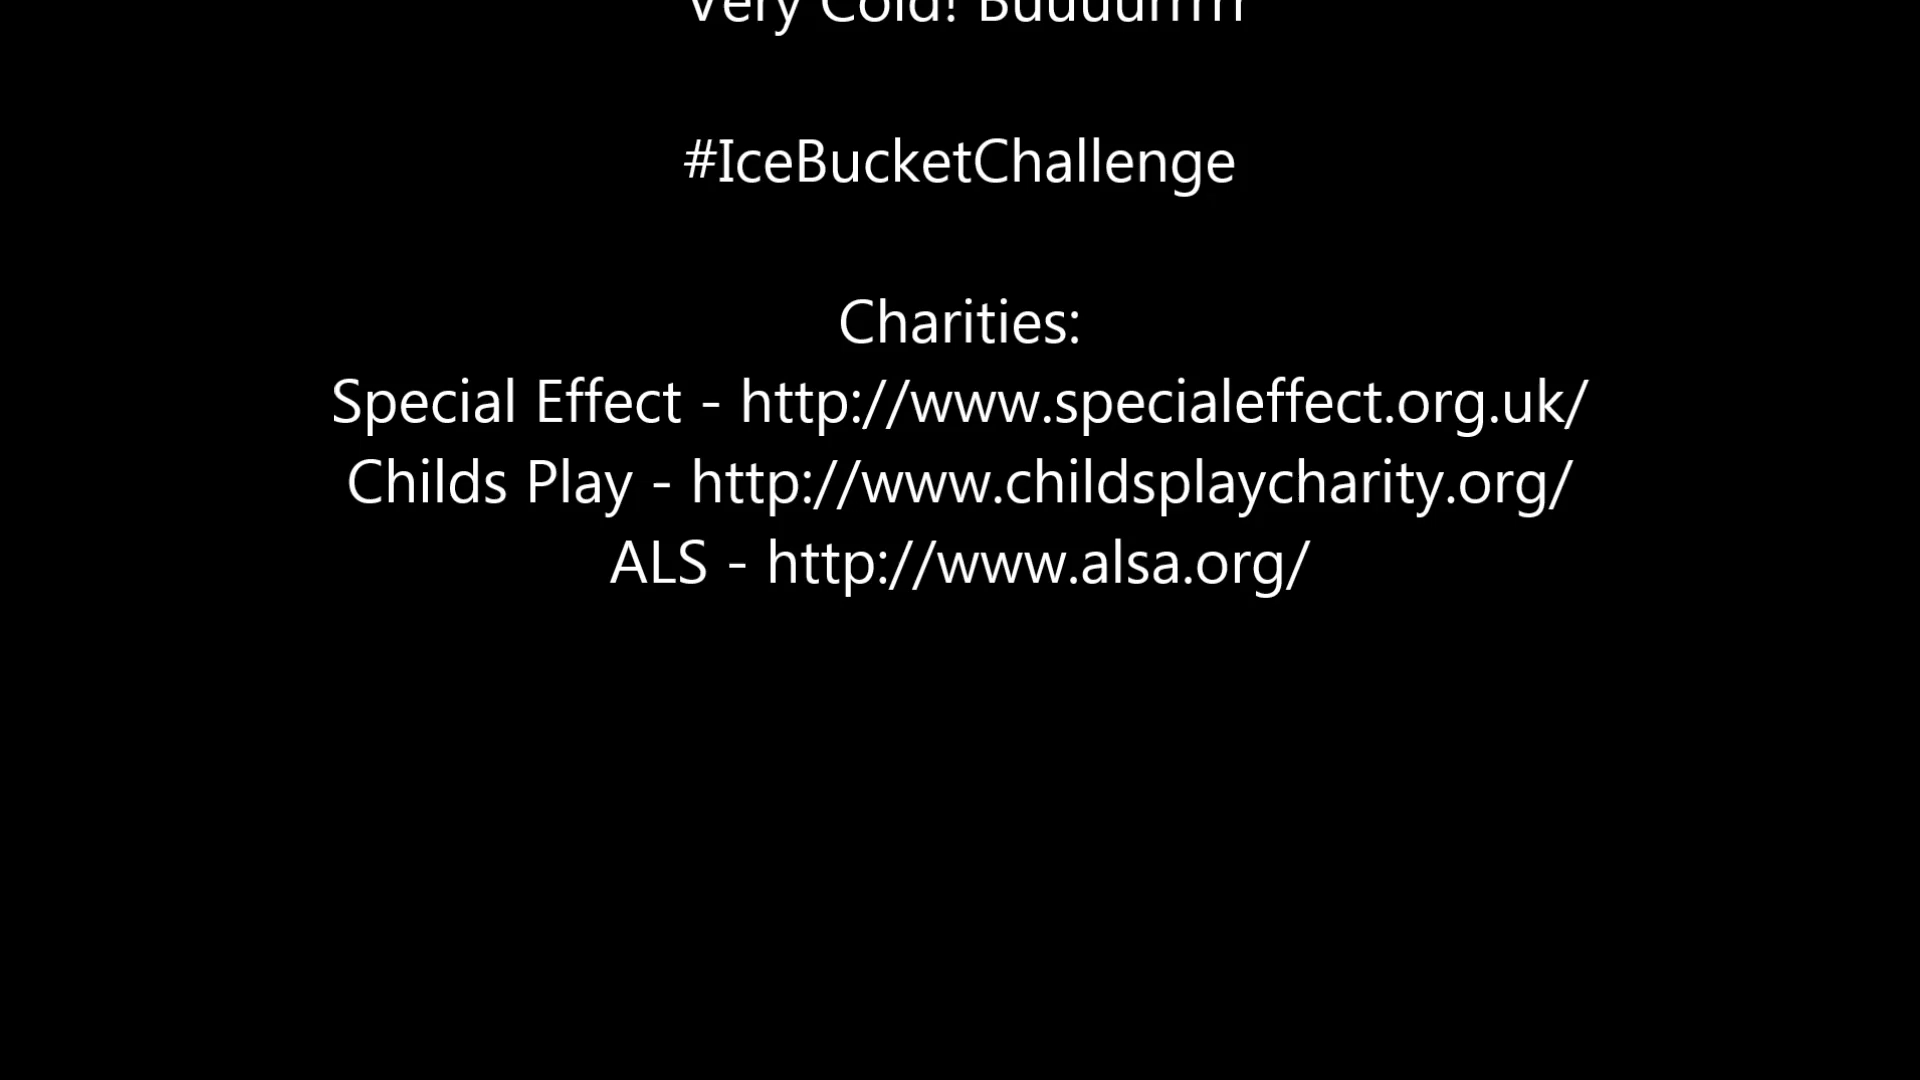 Very Cold! Buuuurrrrr
#IceBucketChallenge
Charities:
Special Effect - http://www.specialeffect.org.uk/
Childs Play - http://www.childsplaycharity.org/
ALS - http://www.alsa.org/